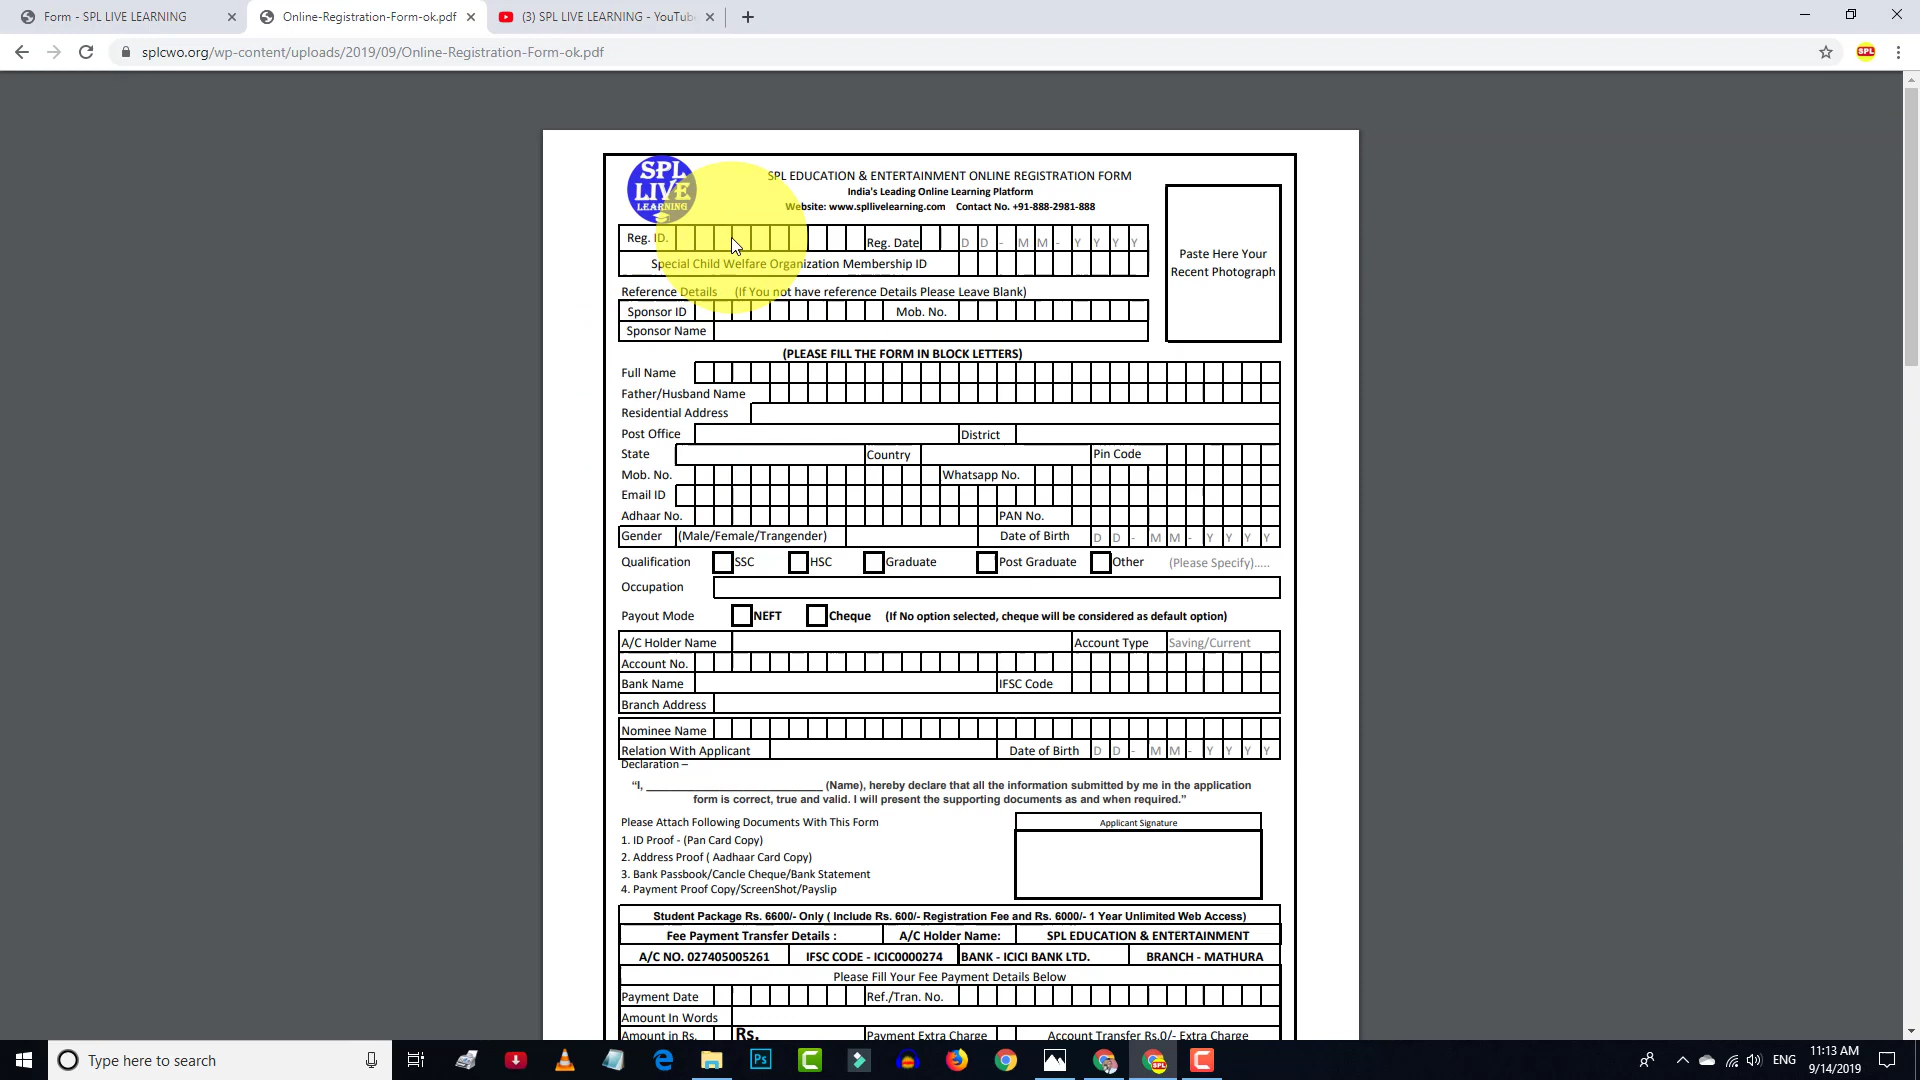 Form - SPL LIVE LEARNING
Online-Registration-Form-ok.pdf
(3) SPL LIVE LEARNING - YouTube
splcwo.org/wp-content/uploads/2019/09/Online-Registration-Form-ok.pdf
SPL
SPL LIVE LEARNING
SPL EDUCATION & ENTERTAINMENT ONLINE REGISTRATION FORM
India's Leading Online Learning Platform
Website: www.spllivelearning.com Contact No. +91-888-2981-888
Paste Here Your
Recent Photograph
Reg. ID. Reg. Date D D - M M - Y Y Y Y
Special Child Welfare Organization Membership ID
Reference Details (If You not have reference Details Please Leave Blank)
Sponsor ID Mob. No.
Sponsor Name
(PLEASE FILL THE FORM IN BLOCK LETTERS)
Full Name
Father/Husband Name
Residential Address
Post Office District
State Country Pin Code
Mob. No. Whatsapp No.
Email ID
Adhaar No. PAN No.
Gender (Male/Female/Trangender) Date of Birth D D - M M - Y Y Y Y
Qualification SSC HSC Graduate Post Graduate Other (Please Specify).....
Occupation
Payout Mode NEFT Cheque (If No option selected, cheque will be considered as default option)
A/C Holder Name Account Type Saving/Current
Account No.
Bank Name IFSC Code
Branch Address
Nominee Name
Relation With Applicant Date of Birth D D - M M - Y Y Y Y
Declaration –
“I, ____________________________ (Name), hereby declare that all the information submitted by me in the application
form is correct, true and valid. I will present the supporting documents as and when required.”
Please Attach Following Documents With This Form
Applicant Signature
1. ID Proof - (Pan Card Copy)
2. Address Proof ( Aadhaar Card Copy)
3. Bank Passbook/Cancle Cheque/Bank Statement
4. Payment Proof Copy/ScreenShot/Payslip
Student Package Rs. 6600/- Only ( Include Rs. 600/- Registration Fee and Rs. 6000/- 1 Year Unlimited Web Access)
Fee Payment Transfer Details : A/C Holder Name: SPL EDUCATION & ENTERTAINMENT
A/C NO. 027405005261 IFSC CODE - ICIC0000274 BANK - ICICI BANK LTD. BRANCH - MATHURA
Please Fill Your Fee Payment Details Below
Payment Date Ref./Tran. No.
Amount In Words
Amount in Rs. Rs. Payment Extra Charge Account Transfer Rs.0/- Extra Charge
Type here to search
Ps
ENG
11:13 AM
9/14/2019